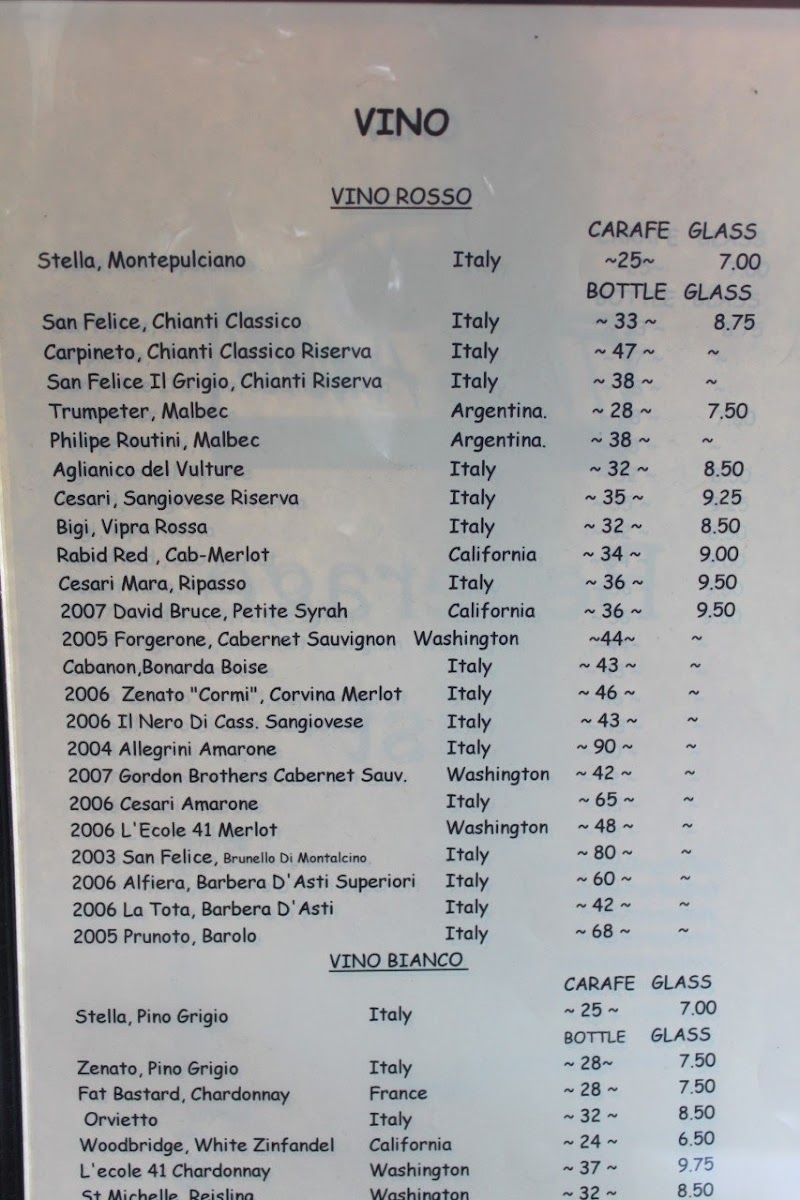 VINO
VINO ROSSO
CARAFE GLASS
Stella, Montepulciano Italy ~25~ 7.00
BOTTLE GLASS
San Felice, Chianti Classico Italy ~ 33 ~ 8.75
Carpineto, Chianti Classico Riserva Italy ~ 47 ~ ~
San Felice Il Grigio, Chianti Riserva Italy ~ 38 ~ ~
Trumpeter, Malbec Argentina. ~ 28 ~ 7.50
Philipe Routini, Malbec Argentina. ~ 38 ~ ~
Aglianico del Vulture Italy ~ 32 ~ 8.50
Cesari, Sangiovese Riserva Italy ~ 35 ~ 9.25
Bigi, Vipra Rossa Italy ~ 32 ~ 8.50
Rabid Red , Cab-Merlot California ~ 34 ~ 9.00
Cesari Mara, Ripasso Italy ~ 36 ~ 9.50
2007 David Bruce, Petite Syrah California ~ 36 ~ 9.50
2005 Forgerone, Cabernet Sauvignon Washington ~44~ ~
Cabanon,Bonarda Boise Italy ~ 43 ~ ~
2006 Zenato "Cormi", Corvina Merlot Italy ~ 46 ~ ~
2006 Il Nero Di Cass. Sangiovese Italy ~ 43 ~ ~
2004 Allegrini Amarone Italy ~ 90 ~ ~
2007 Gordon Brothers Cabernet Sauv. Washington ~ 42 ~ ~
2006 Cesari Amarone Italy ~ 65 ~ ~
2006 L'Ecole 41 Merlot Washington ~ 48 ~ ~
2003 San Felice, Brunello Di Montalcino Italy ~ 80 ~ ~
2006 Alfiera, Barbera D'Asti Superiori Italy ~ 60 ~ ~
2006 La Tota, Barbera D'Asti Italy ~ 42 ~ ~
2005 Prunoto, Barolo Italy ~ 68 ~ ~
VINO BIANCO
CARAFE GLASS
Stella, Pino Grigio Italy ~ 25 ~ 7.00
BOTTLE GLASS
Zenato, Pino Grigio Italy ~ 28~ 7.50
Fat Bastard, Chardonnay France ~ 28 ~ 7.50
Orvietto Italy ~ 32 ~ 8.50
Woodbridge, White Zinfandel California ~ 24 ~ 6.50
L'ecole 41 Chardonnay Washington ~ 37 ~ 9.75
St Michelle, Reisling Washington ~ 32 ~ 8.50